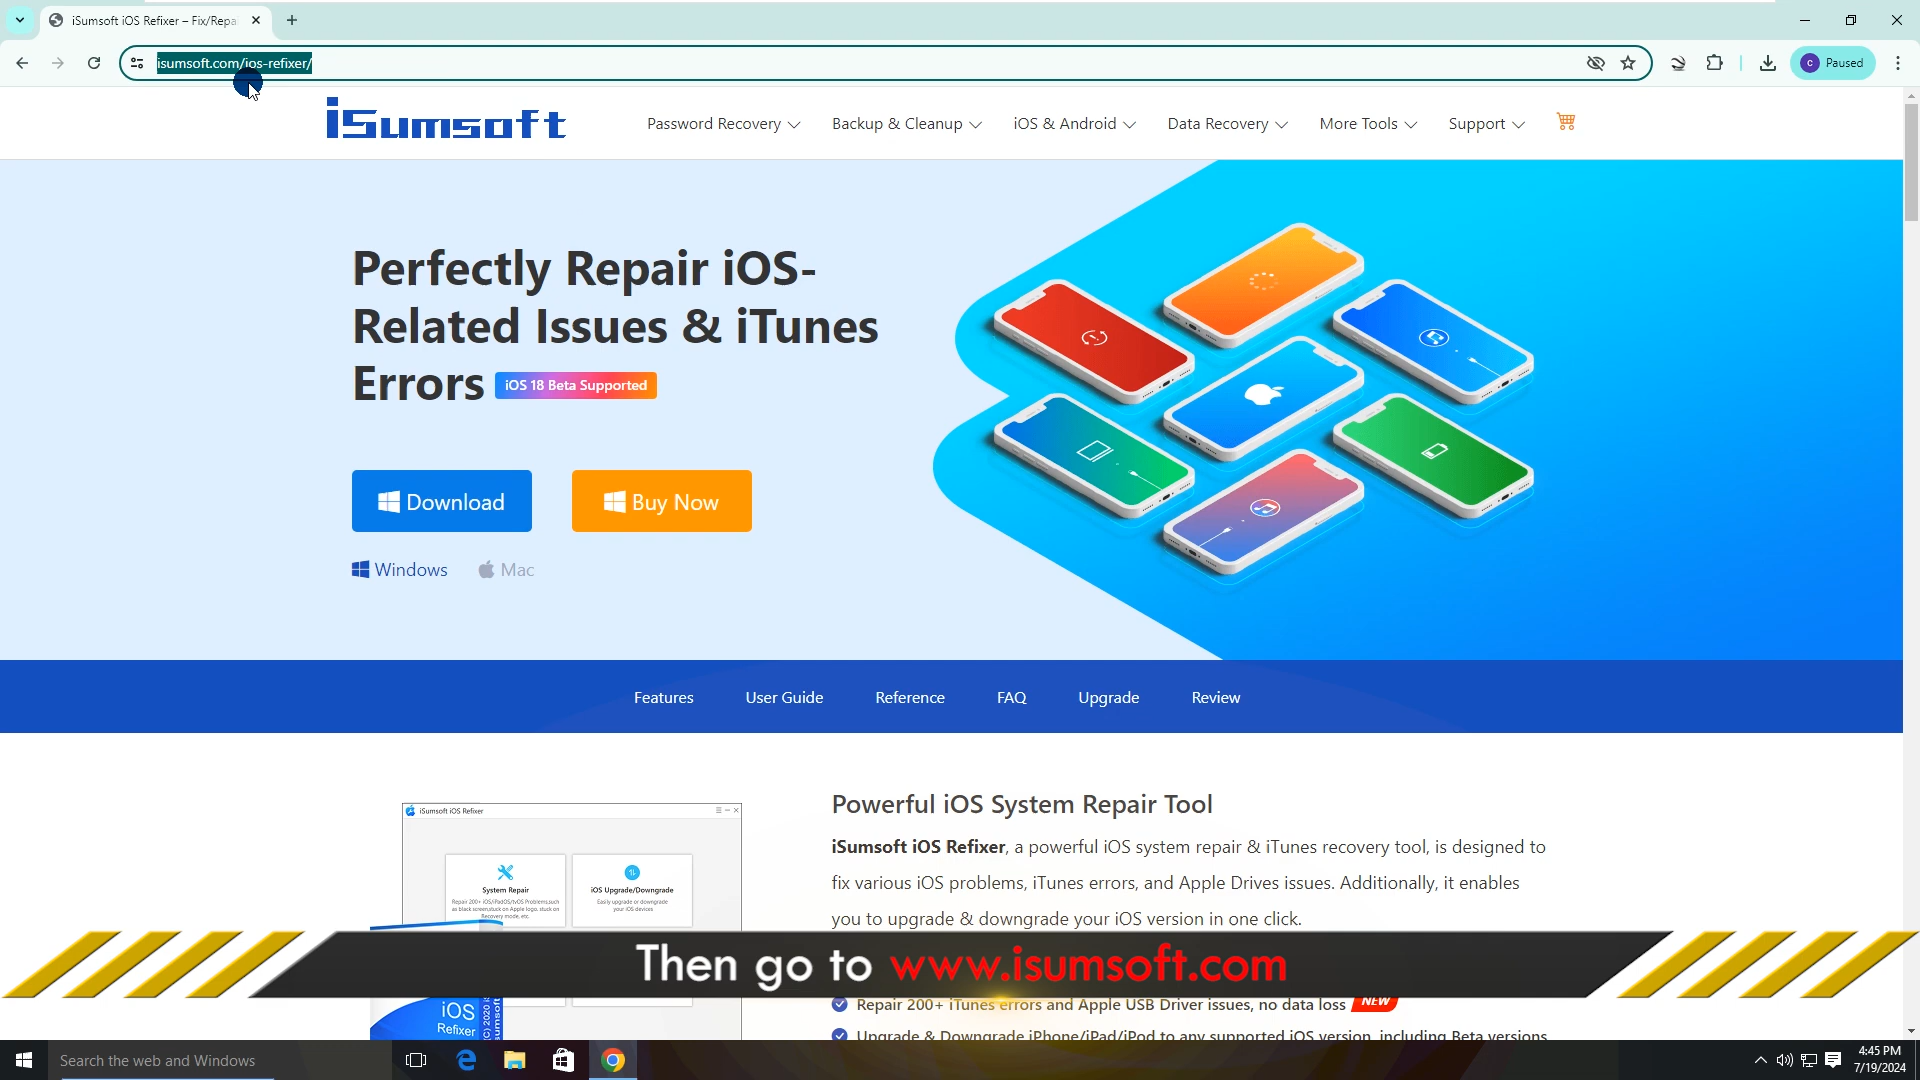 iSumsoft iOS Refixer – Fix/Repa
isumsoft.com/ios-refixer/
C
Paused
iSumsoft
Password Recovery
Backup & Cleanup
iOS & Android
Data Recovery
More Tools
Support
Perfectly Repair iOS-
Related Issues & iTunes
Errors iOS 18 Beta Supported
Download
Buy Now
Windows
Mac
Features
User Guide
Reference
FAQ
Upgrade
Review
iSumsoft iOS Refixer
System Repair
Repair 200+ iOS/iPadOS/tvOS Problems,such
as black screen,stuck on Apple logo, stuck on
Recovery mode, etc.
iOS Upgrade/Downgrade
Easily upgrade or downgrade
your iOS devices
iOS
Refixer
Powerful iOS System Repair Tool
iSumsoft iOS Refixer, a powerful iOS system repair & iTunes recovery tool, is designed to
fix various iOS problems, iTunes errors, and Apple Drives issues. Additionally, it enables
you to upgrade & downgrade your iOS version in one click.
Then go to www.isumsoft.com
Repair 200+ iTunes errors and Apple USB Driver issues, no data loss NEW
Upgrade & Downgrade iPhone/iPad/iPod to any supported iOS version, including Beta versions
Search the web and Windows
4:45 PM
7/19/2024